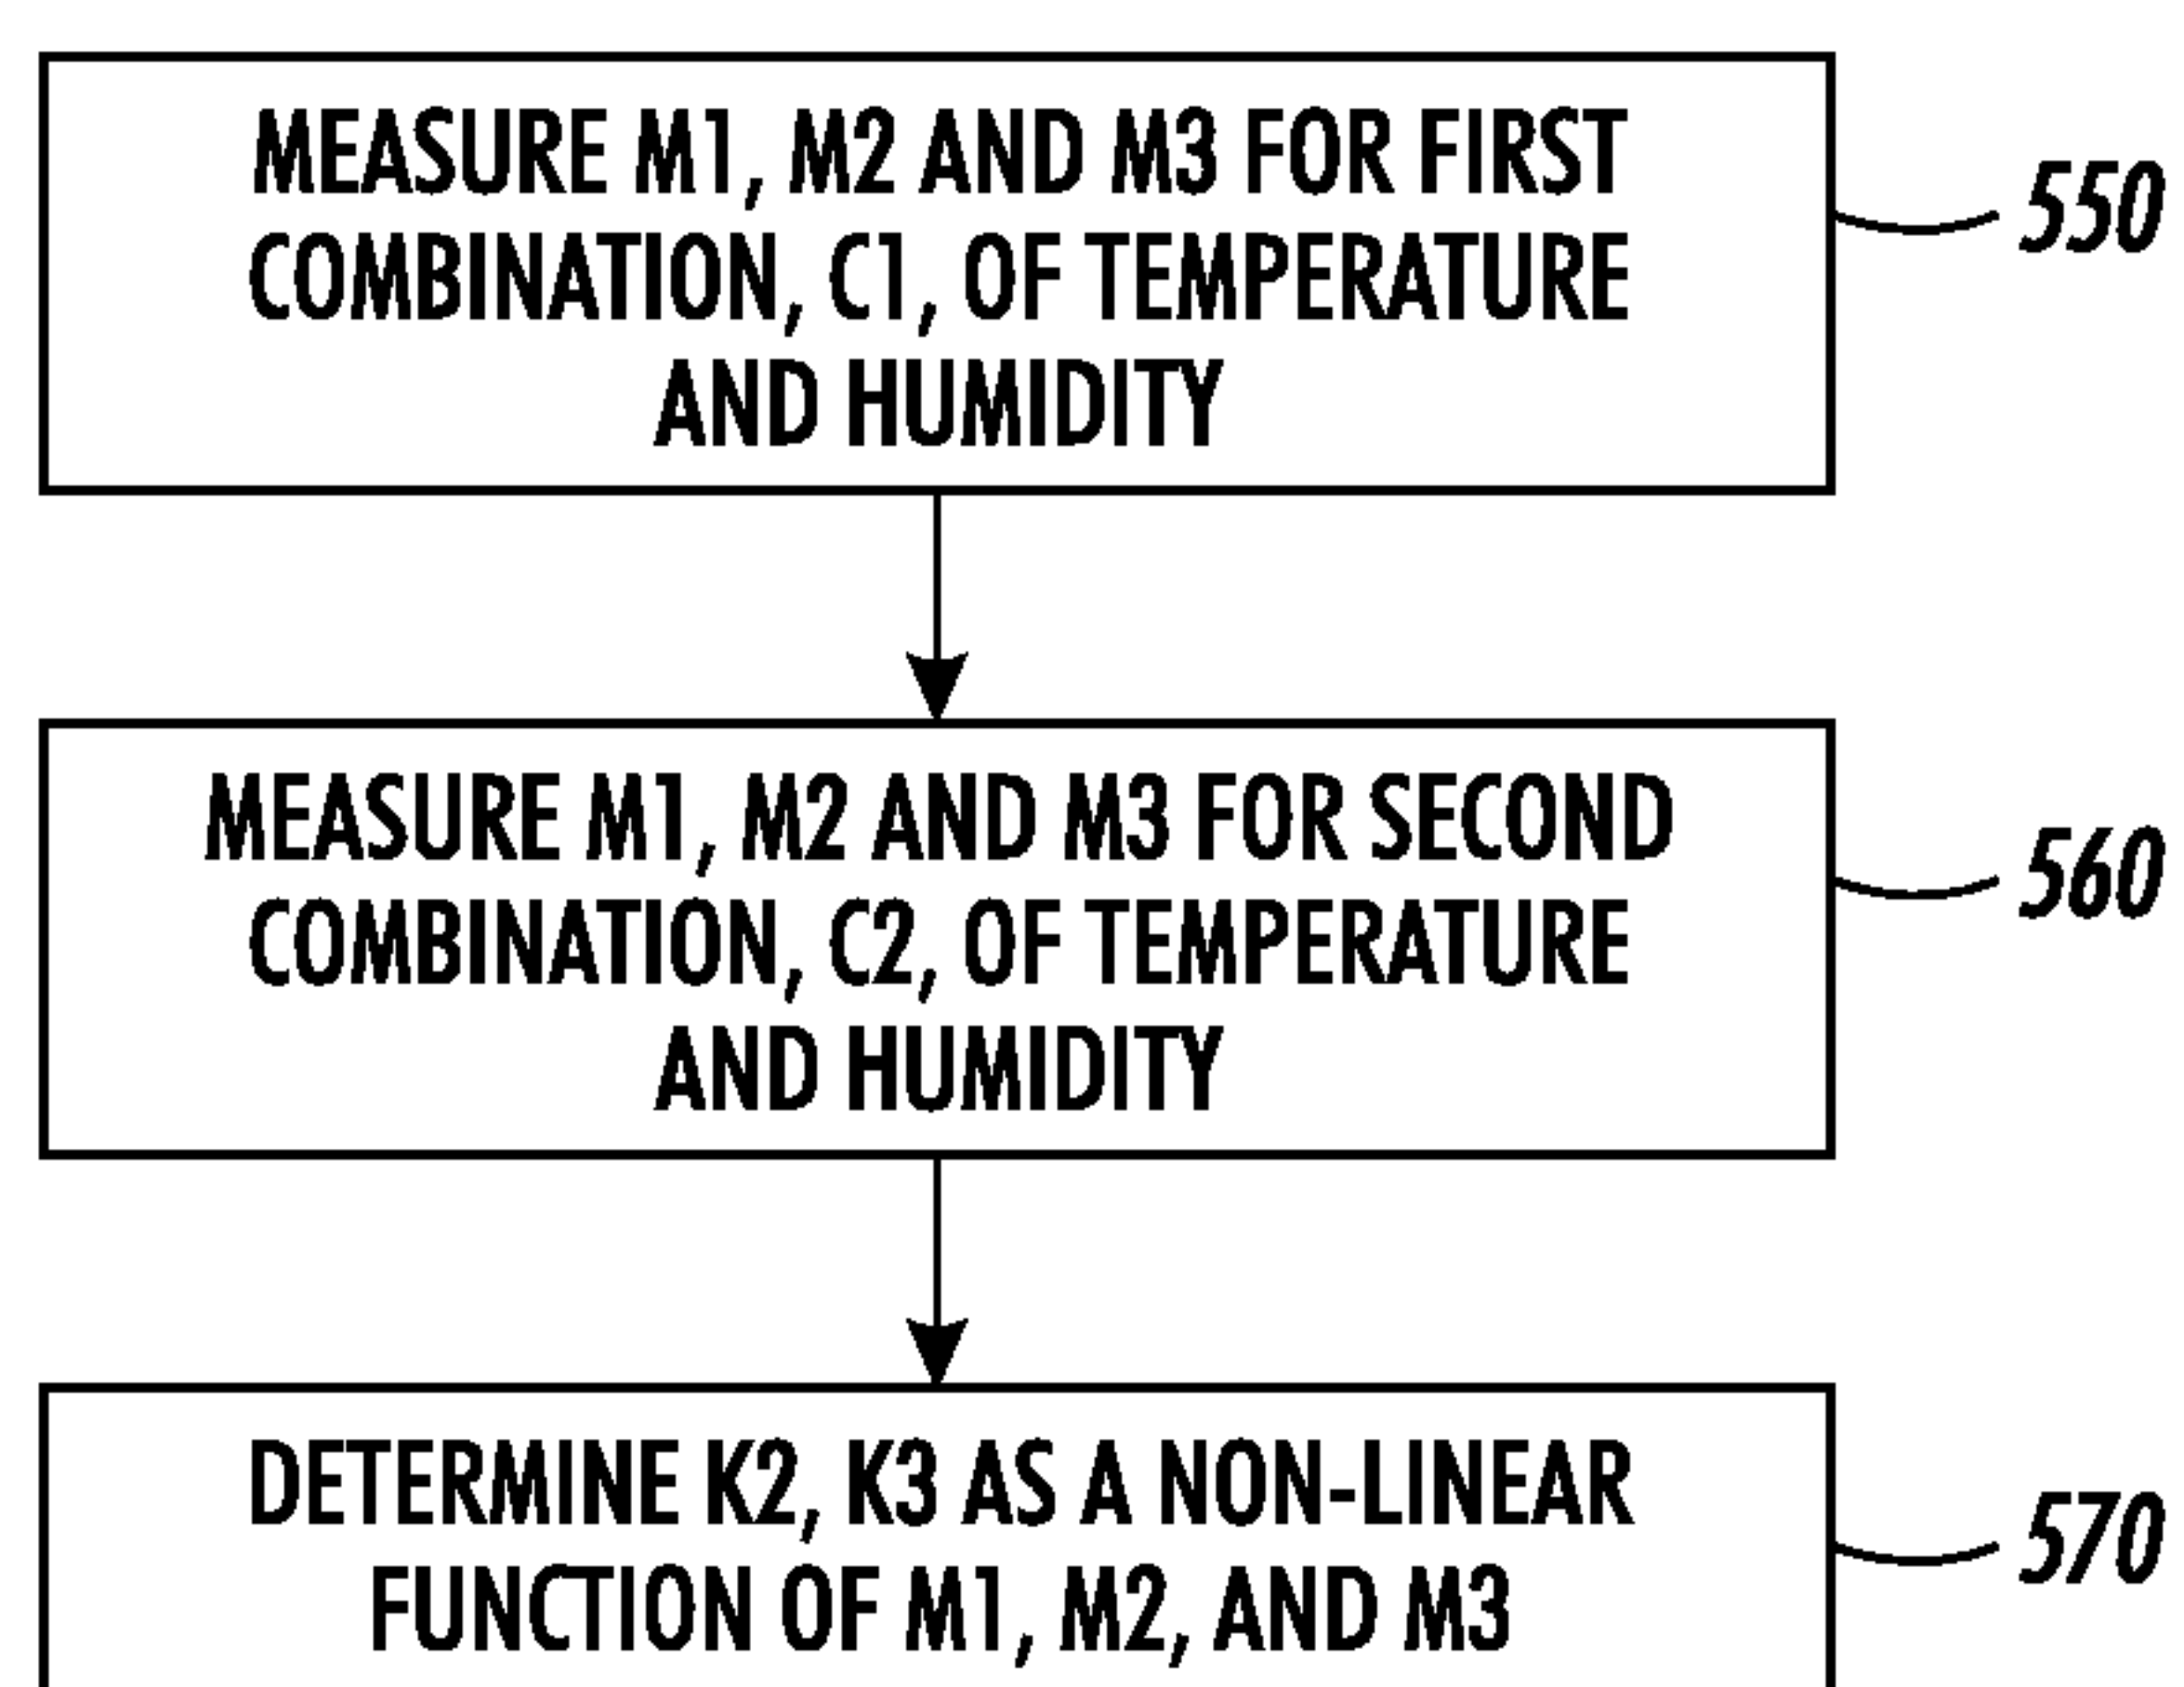 MEASURE M1, M2 AND M3 FOR FIRST
COMBINATION, C1, OF TEMPERATURE
AND HUMIDITY
550
MEASURE M1, M2 AND M3 FOR SECOND
COMBINATION, C2, OF TEMPERATURE
AND HUMIDITY
560
DETERMINE K2, K3 AS A NON-LINEAR
FUNCTION OF M1, M2, AND M3
570